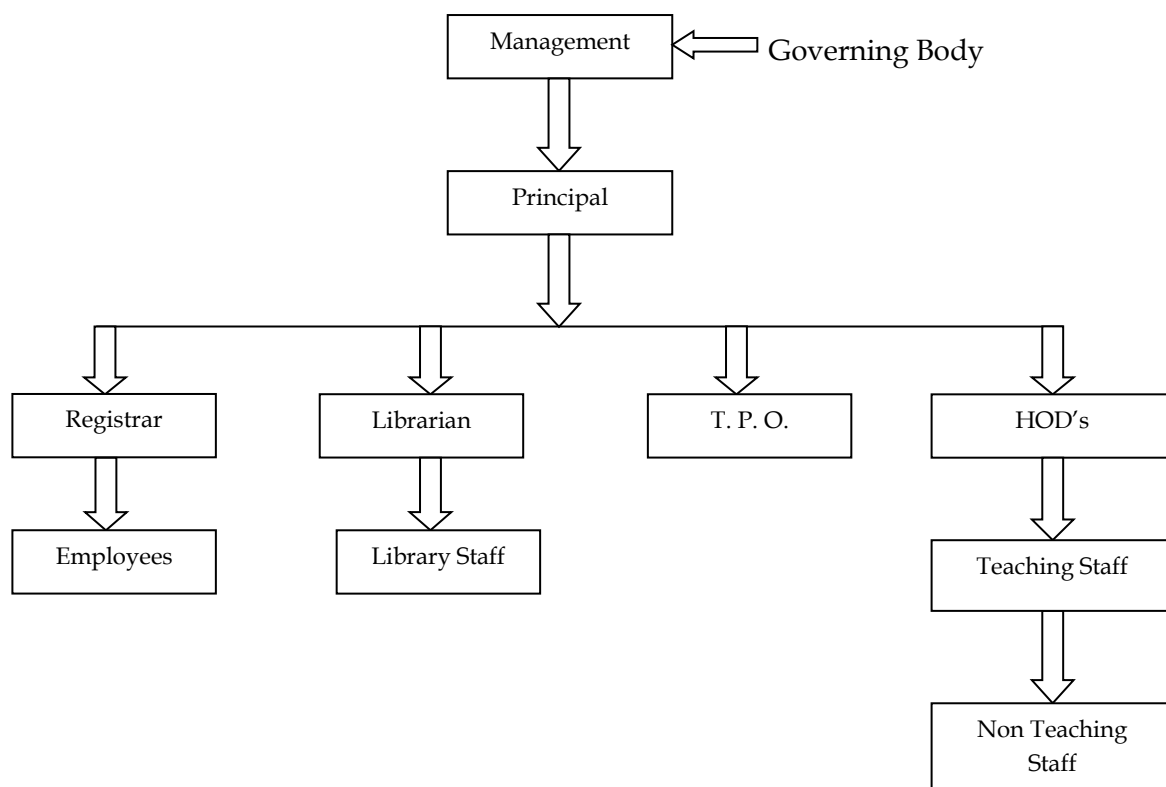 Management
Governing Body
Principal
Registrar
Librarian
T. P. O.
HOD’s
Employees
Library Staff
Teaching Staff
Non Teaching
Staff